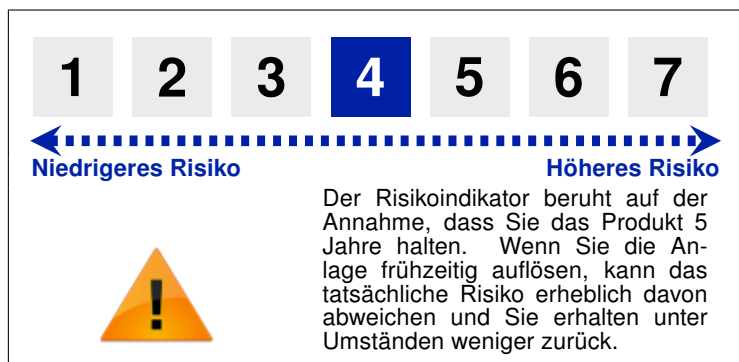 1 2 3 4 5 6 7
Niedrigeres Risiko Höheres Risiko
Der Risikoindikator beruht auf der
Annahme, dass Sie das Produkt 5
Jahre halten. Wenn Sie die An-
lage frühzeitig auflösen, kann das
tatsächliche Risiko erheblich davon
abweichen und Sie erhalten unter
Umständen weniger zurück.
!